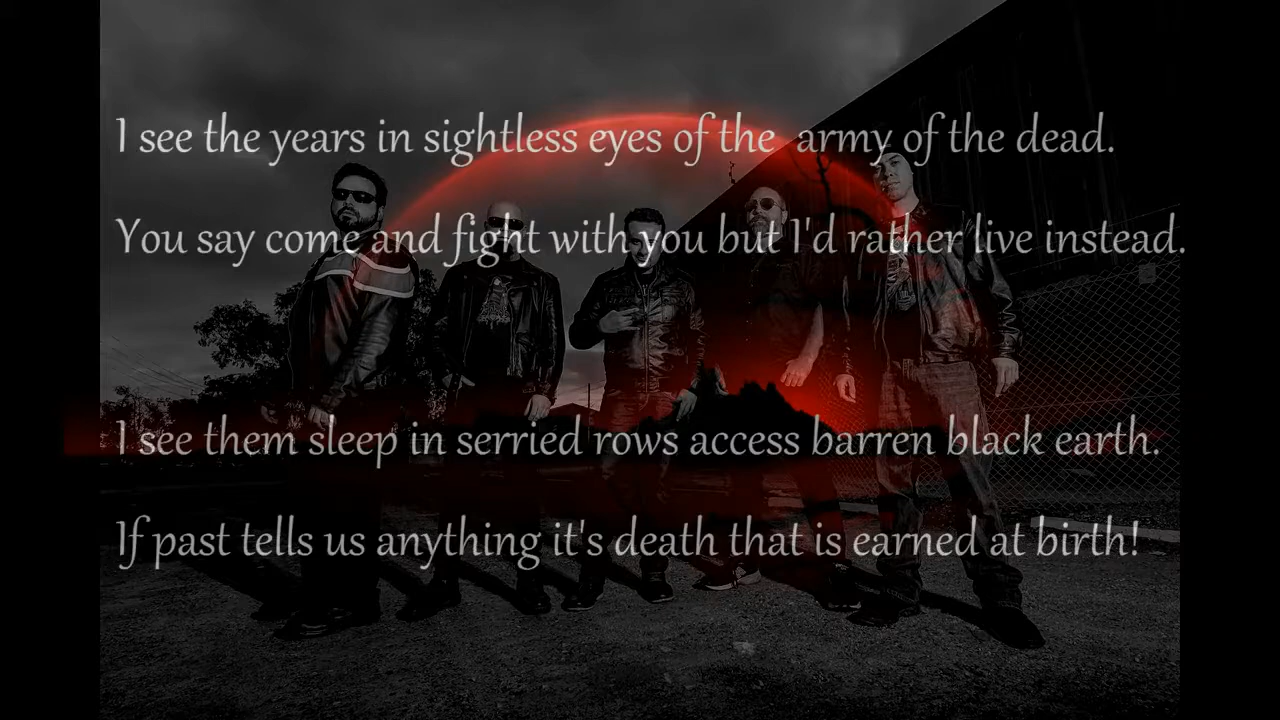 I see the years in sightless eyes of the army of the dead.
You say come and fight with you but I'd rather live instead.
I see them sleep in serried rows access barren black earth.
If past tells us anything it's death that is earned at birth!